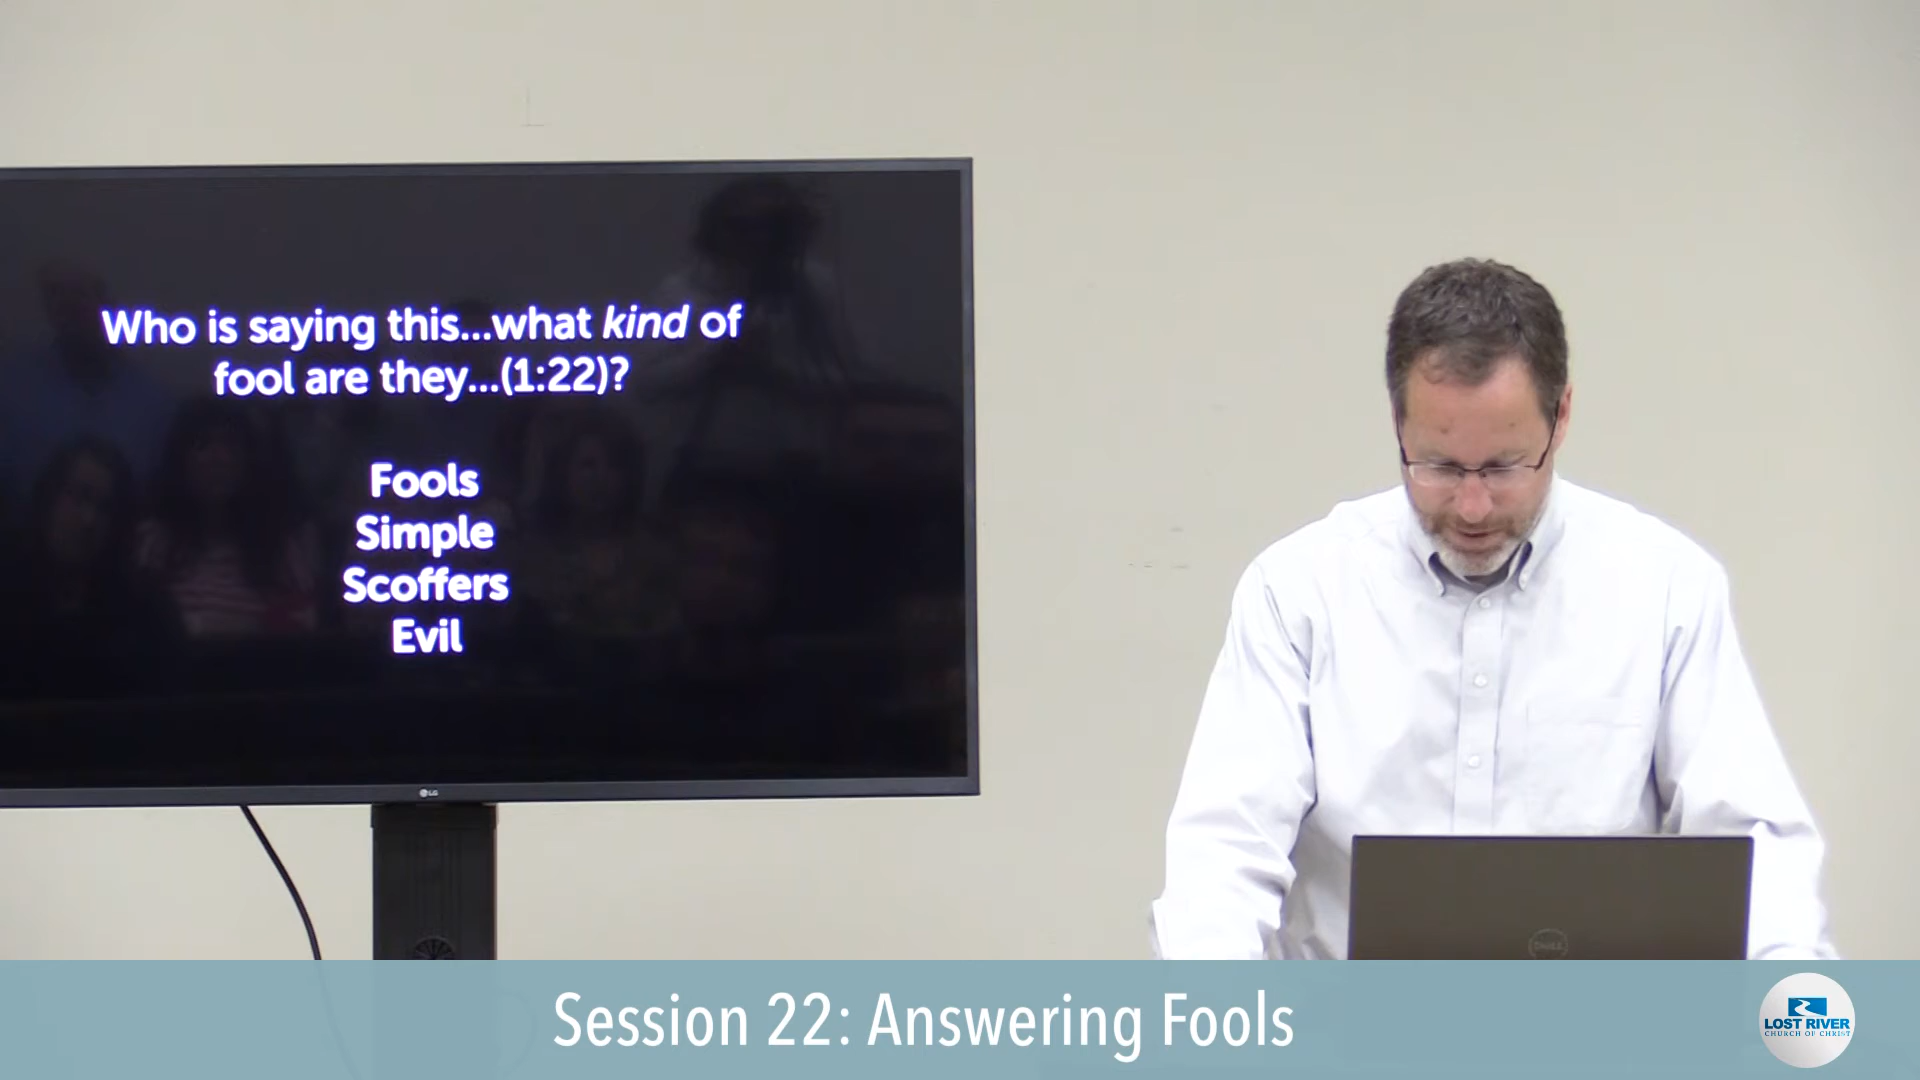 Who is saying this...what kind of
fool are they...(1:22)?
Fools
Simple
Scoffers
Evil
LG
DELL
Session 22: Answering Fools
LOST RIVER
CHURCH OF CHRIST